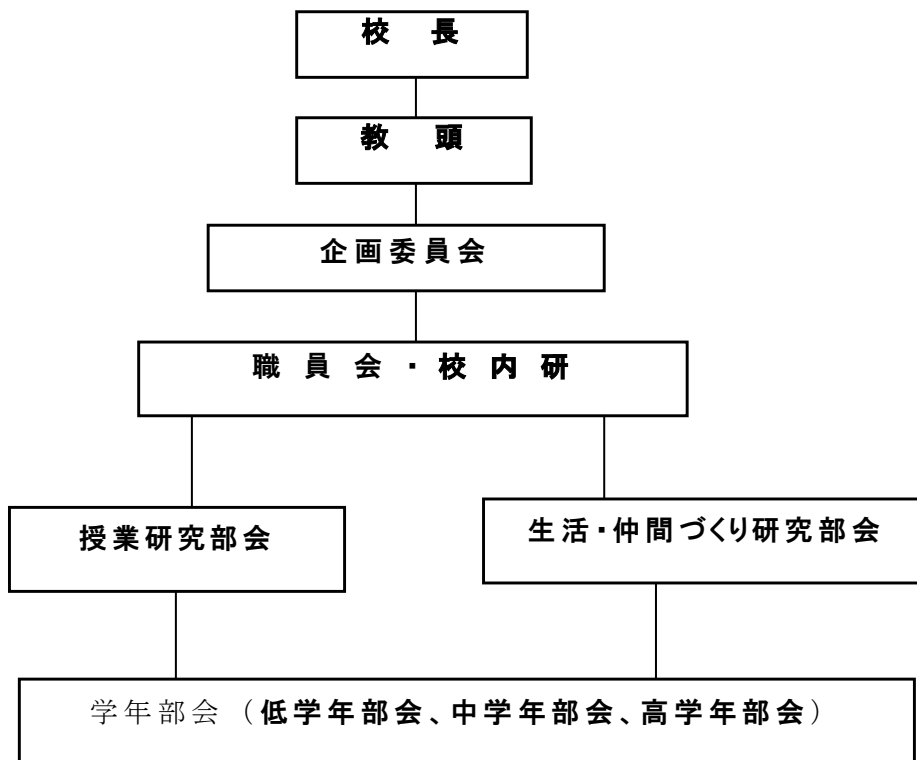 校　長
教　頭
企画委員会
職　員　会　・　校　内　研
授業研究部会
生活・仲間づくり研究部会
学年部会（低学年部会、中学年部会、高学年部会）